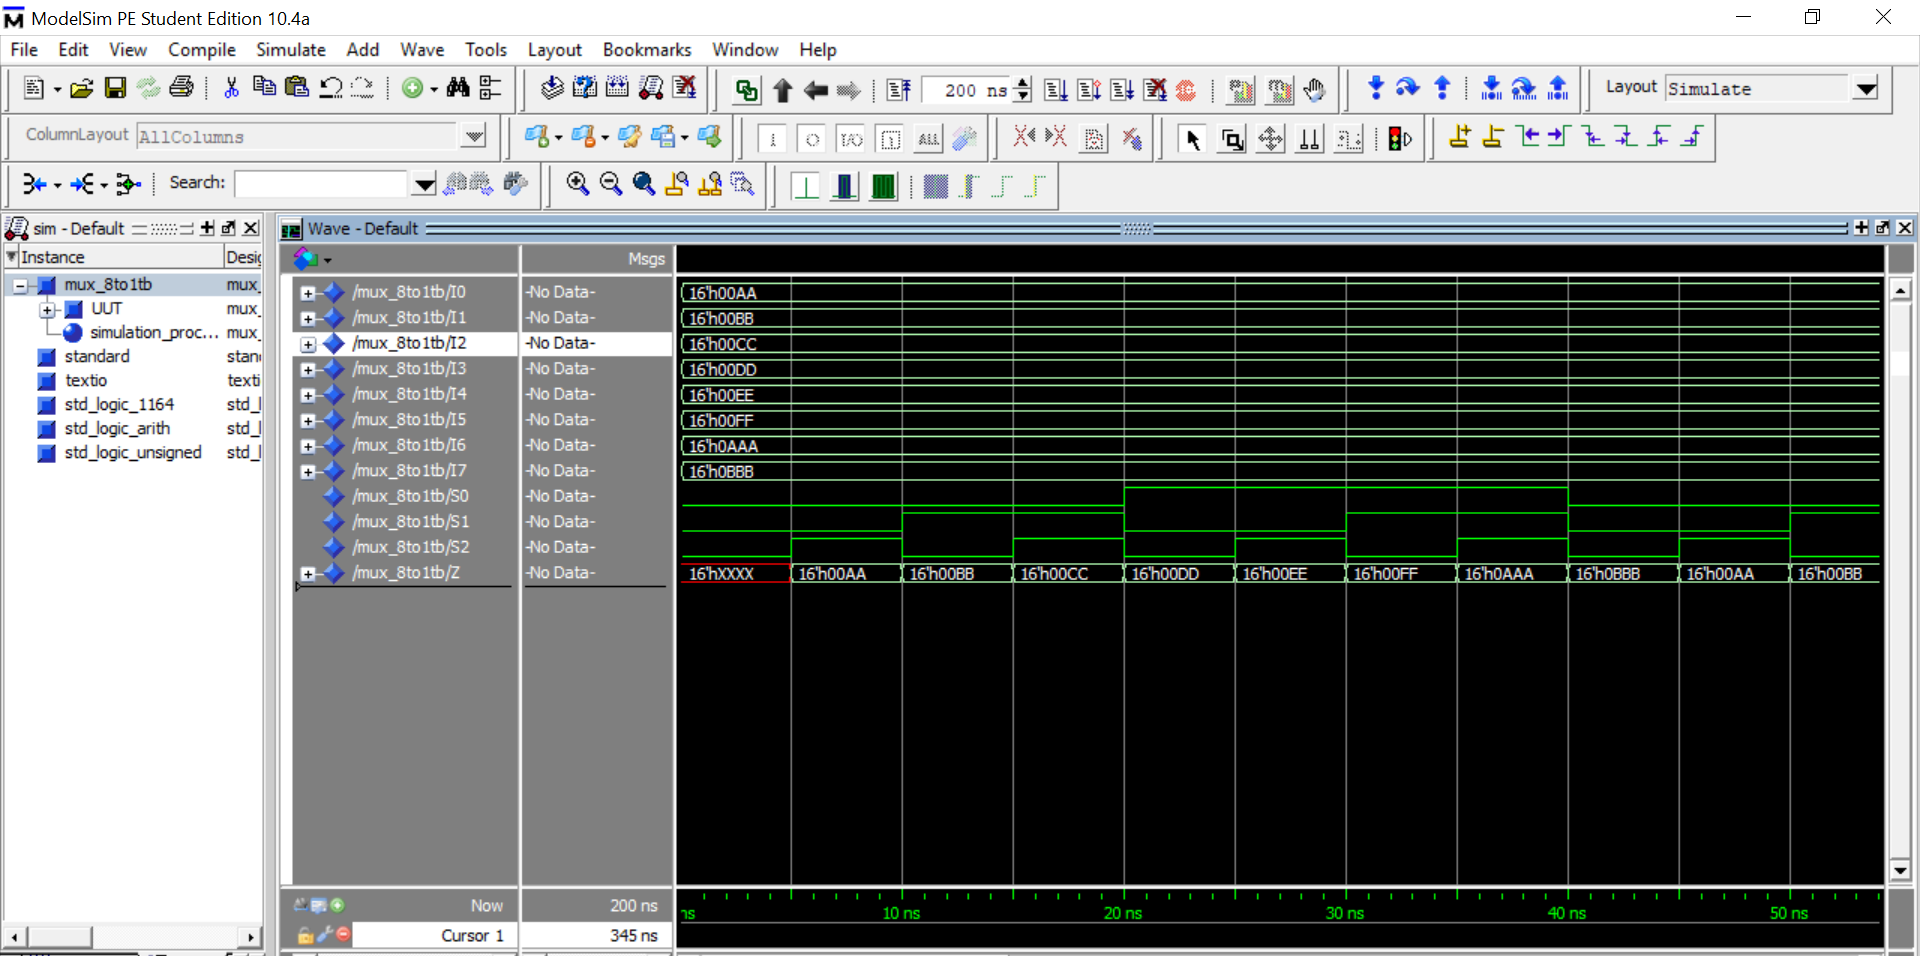 ModelSim PE Student Edition 10.4a
File Edit View Compile Simulate Add Wave Tools Layout Bookmarks Window Help
200 ns Layout Simulate
ColumnLayout AllColumns I O I/O ALL
Search:
sim - Default
Instance Desig
mux_8to1tb mux_
UUT mux_
simulation_proc... mux_
standard stan
textio texti
std_logic_1164 std_l
std_logic_arith std_l
std_logic_unsigned std_l
Wave - Default
Msgs
/mux_8to1tb/I0 -No Data- 16'h00AA
/mux_8to1tb/I1 -No Data- 16'h00BB
/mux_8to1tb/I2 -No Data- 16'h00CC
/mux_8to1tb/I3 -No Data- 16'h00DD
/mux_8to1tb/I4 -No Data- 16'h00EE
/mux_8to1tb/I5 -No Data- 16'h00FF
/mux_8to1tb/I6 -No Data- 16'h0AAA
/mux_8to1tb/I7 -No Data- 16'h0BBB
/mux_8to1tb/S0 -No Data-
/mux_8to1tb/S1 -No Data-
/mux_8to1tb/S2 -No Data-
/mux_8to1tb/Z -No Data- 16'hXXXX 16'h00AA 16'h00BB 16'h00CC 16'h00DD 16'h00EE 16'h00FF 16'h0AAA 16'h0BBB 16'h00AA 16'h00BB
Now 200 ns ns 10 ns 20 ns 30 ns 40 ns 50 ns
Cursor 1 345 ns